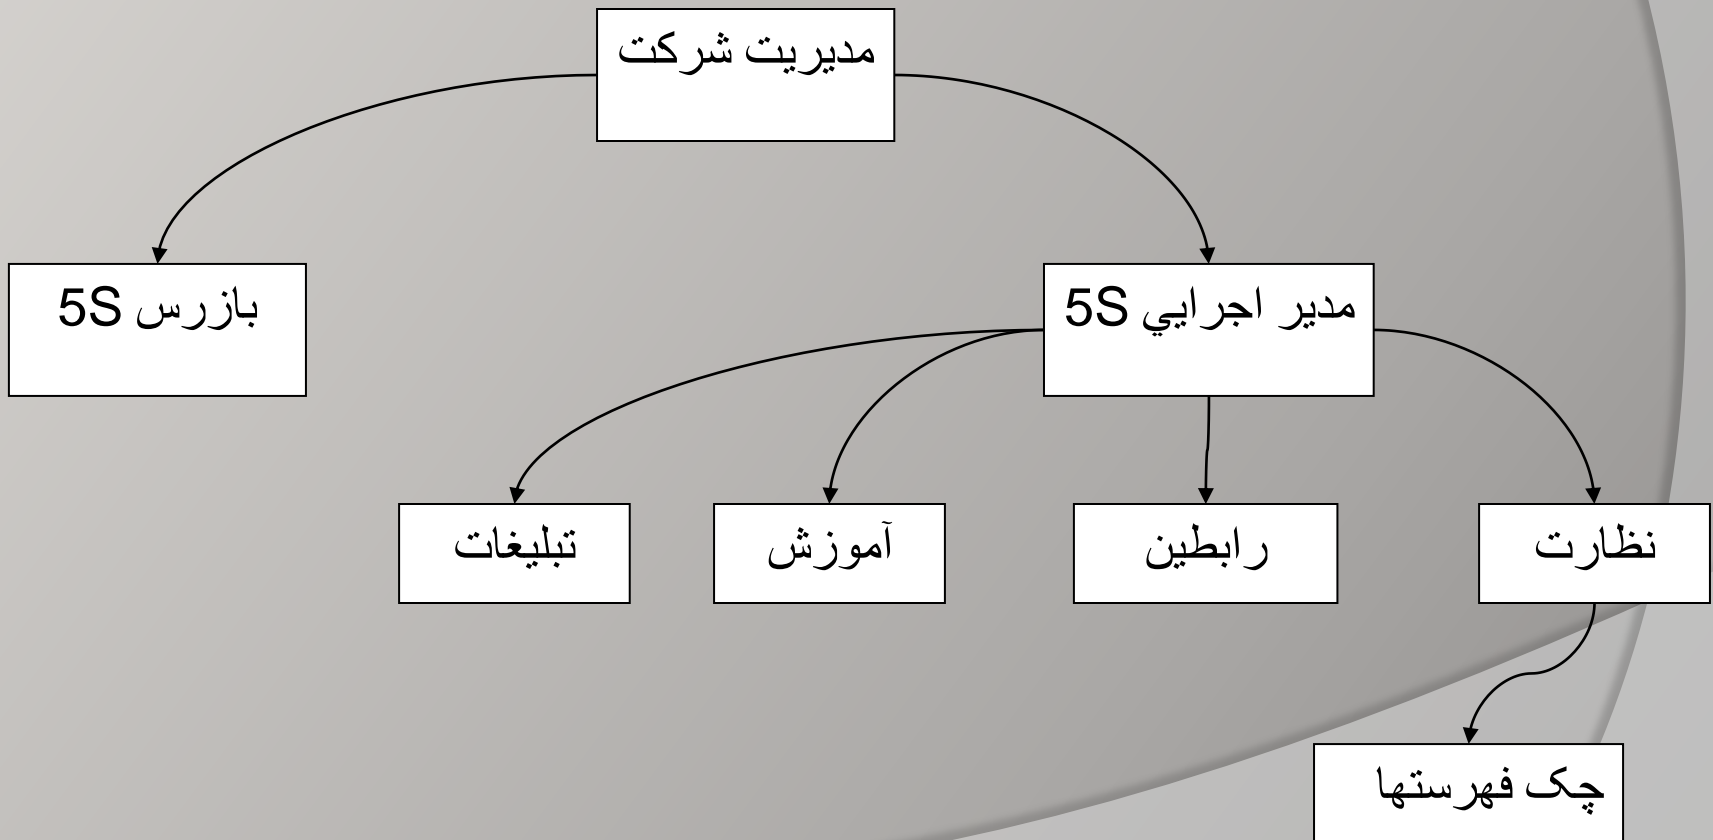 مديريت شرکت
مدير اجرايي 5S
بازرس 5S
نظارت
رابطين
آموزش
تبليغات
چک فهرستها